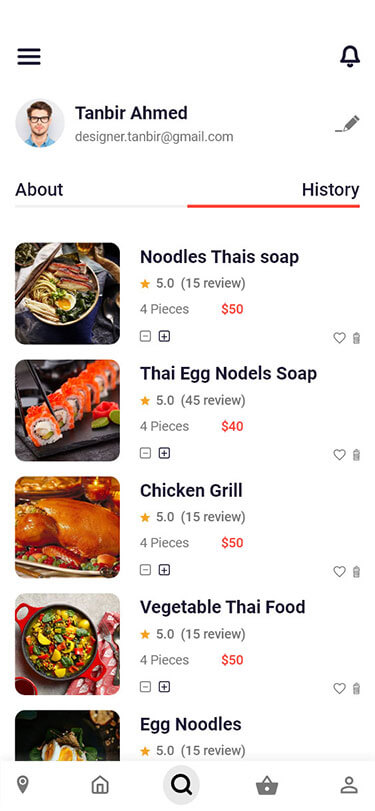 Tanbir Ahmed
designer.tanbir@gmail.com
About History
Noodles Thais soap
5.0 (15 review)
4 Pieces $50
Thai Egg Nodels Soap
5.0 (45 review)
4 Pieces $40
Chicken Grill
5.0 (15 review)
4 Pieces $50
Vegetable Thai Food
5.0 (15 review)
4 Pieces $50
Egg Noodles
5.0 (15 review)